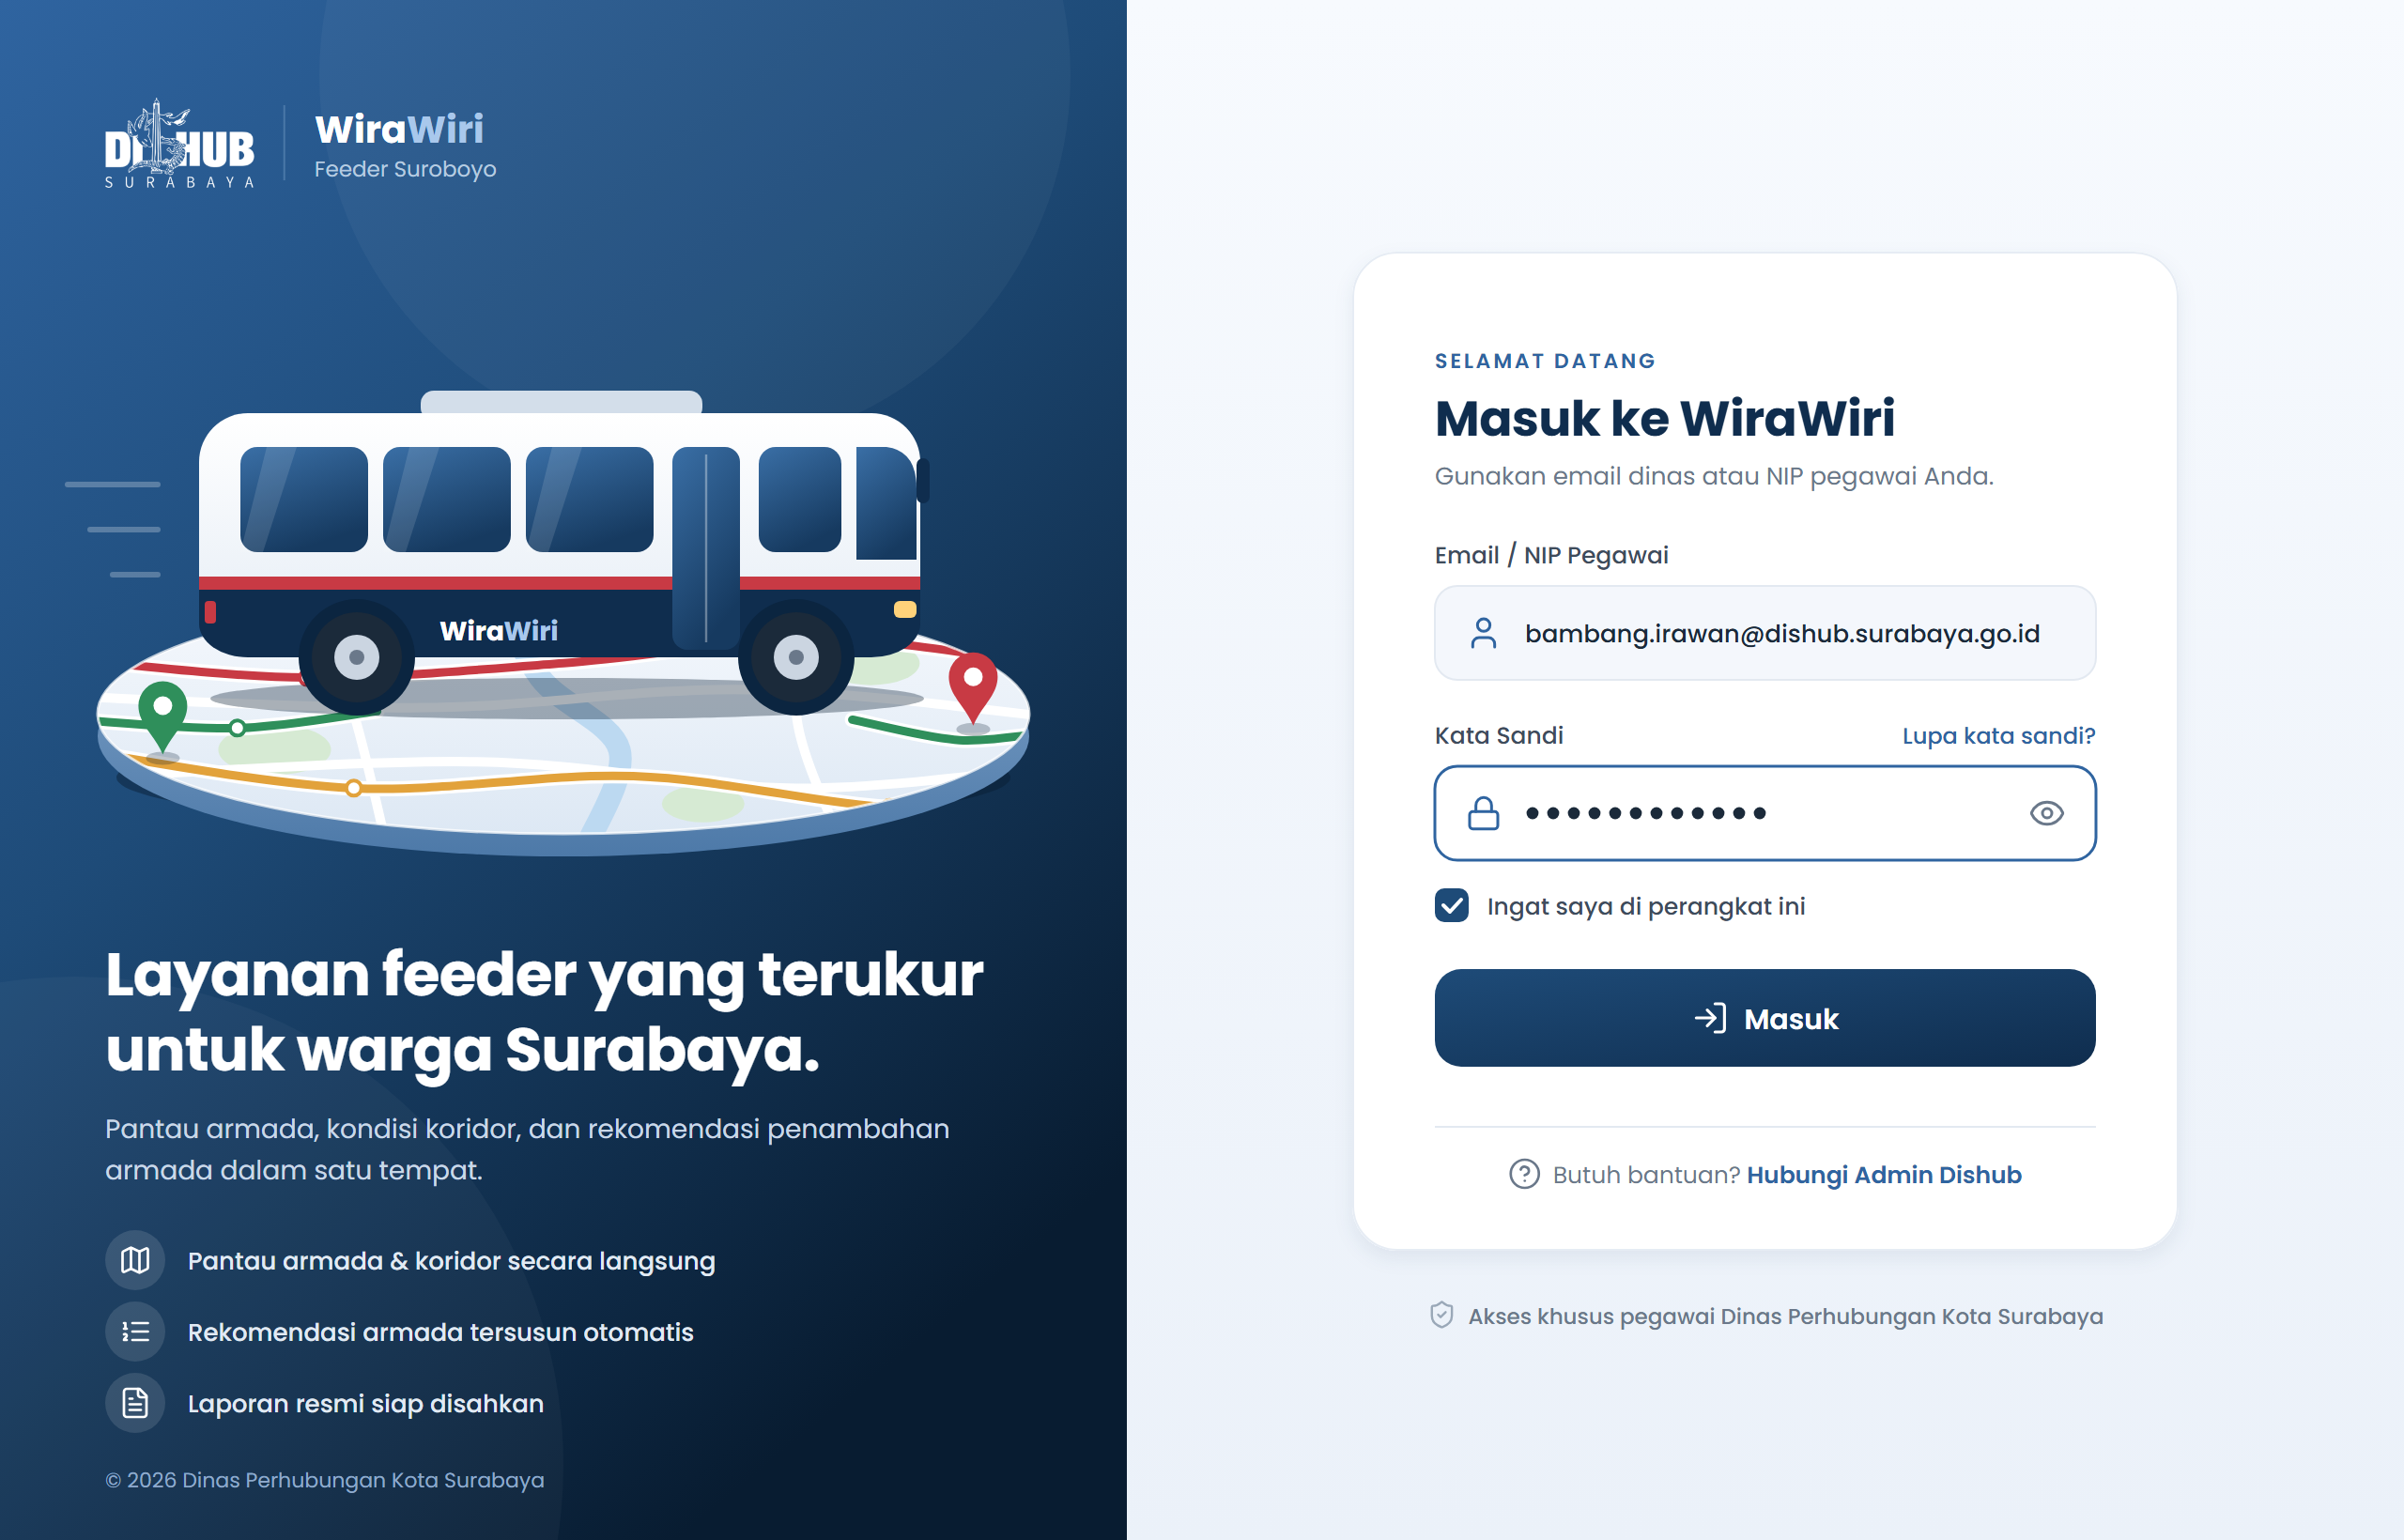 DISHUB
SURABAYA
WiraWiri
Feeder Suroboyo
WiraWiri
Layanan feeder yang terukur
untuk warga Surabaya.
Pantau armada, kondisi koridor, dan rekomendasi penambahan
armada dalam satu tempat.
Pantau armada & koridor secara langsung
Rekomendasi armada tersusun otomatis
Laporan resmi siap disahkan
© 2026 Dinas Perhubungan Kota Surabaya
SELAMAT DATANG
Masuk ke WiraWiri
Gunakan email dinas atau NIP pegawai Anda.
Email / NIP Pegawai
bambang.irawan@dishub.surabaya.go.id
Kata Sandi Lupa kata sandi?
Ingat saya di perangkat ini
Masuk
Butuh bantuan? Hubungi Admin Dishub
Akses khusus pegawai Dinas Perhubungan Kota Surabaya